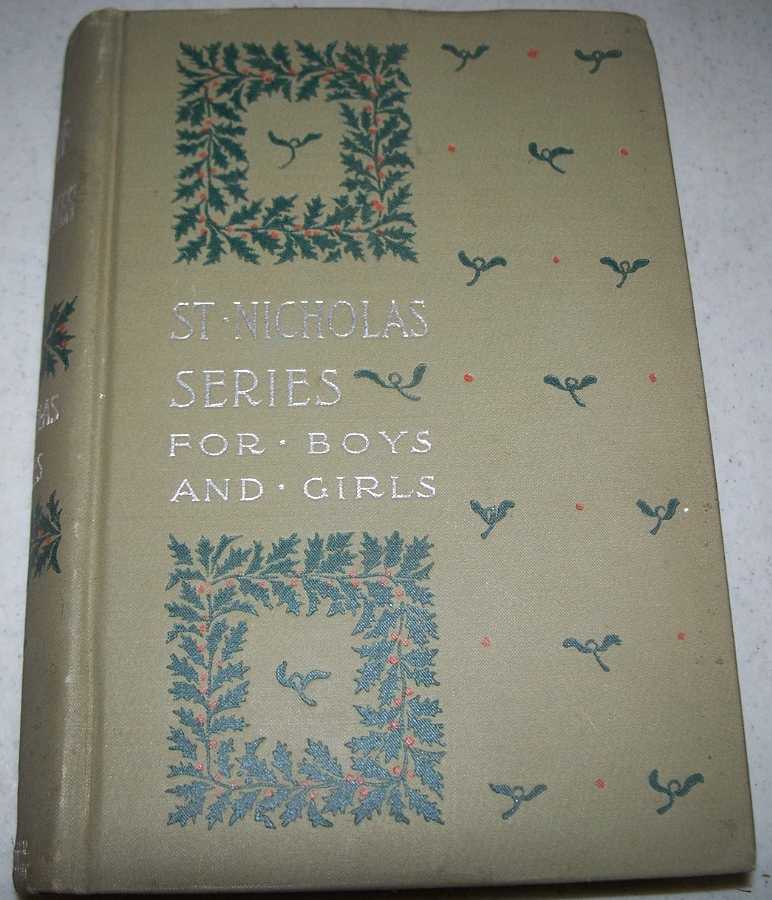 ST·NICHOLAS
SERIES
FOR·BOYS
AND·GIRLS